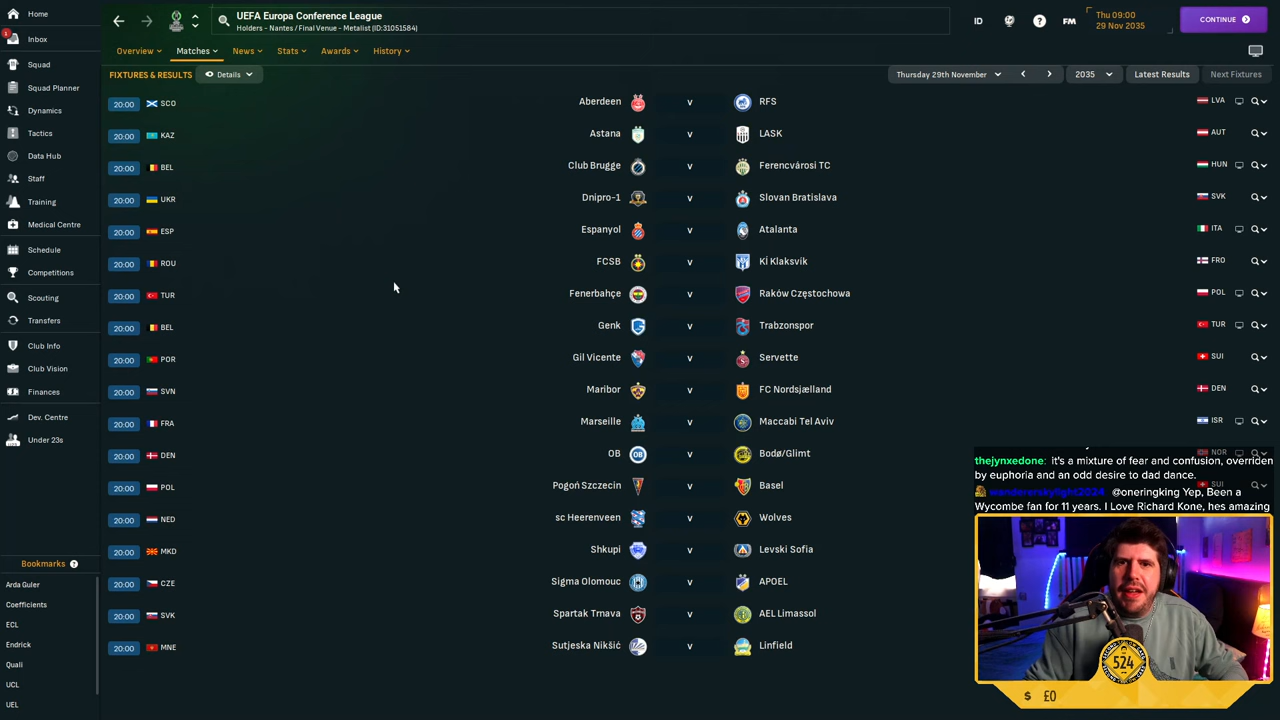 Home
Inbox
1
Squad
Squad Planner
Dynamics
Tactics
Data Hub
Staff
Training
Medical Centre
Schedule
Competitions
Scouting
Transfers
Club Info
Club Vision
Finances
Dev. Centre
Under 23s
Bookmarks ?
Arda Guler
Coefficients
ECL
Endrick
Quali
UCL
UEL
UEFA Europa Conference League
Holders - Nantes / Final Venue - Metalist (ID:31051584)
ID ? FM
Thu 09:00
29 Nov 2035
CONTINUE
Overview Matches News Stats Awards History
FIXTURES & RESULTS Details Thursday 29th November 2035 Latest Results Next Fixtures
20:00 SCO Aberdeen v RFS LVA
20:00 KAZ Astana v LASK AUT
20:00 BEL Club Brugge v Ferencvárosi TC HUN
20:00 UKR Dnipro-1 v Slovan Bratislava SVK
20:00 ESP Espanyol v Atalanta ITA
20:00 ROU FCSB v KÍ Klaksvik FRO
20:00 TUR Fenerbahçe v Raków Częstochowa POL
20:00 BEL Genk v Trabzonspor TUR
20:00 POR Gil Vicente v Servette SUI
20:00 SVN Maribor v FC Nordsjælland DEN
20:00 FRA Marseille v Maccabi Tel Aviv ISR
20:00 DEN OB v Bodø/Glimt NOR
20:00 POL Pogoń Szczecin v Basel SUI
20:00 NED sc Heerenveen v Wolves
20:00 MKD Shkupi v Levski Sofia
20:00 CZE Sigma Olomouc v APOEL
20:00 SVK Spartak Trnava v AEL Limassol
20:00 MNE Sutjeska Nikšić v Linfield
thejynxedone: it's a mixture of fear and confusion, overriden
by euphoria and an odd desire to dad dance.
wandererskylight2024 @oneringking Yep, Been a
Wycombe fan for 11 years. I Love Richard Kone, hes amazing
524
$ £0